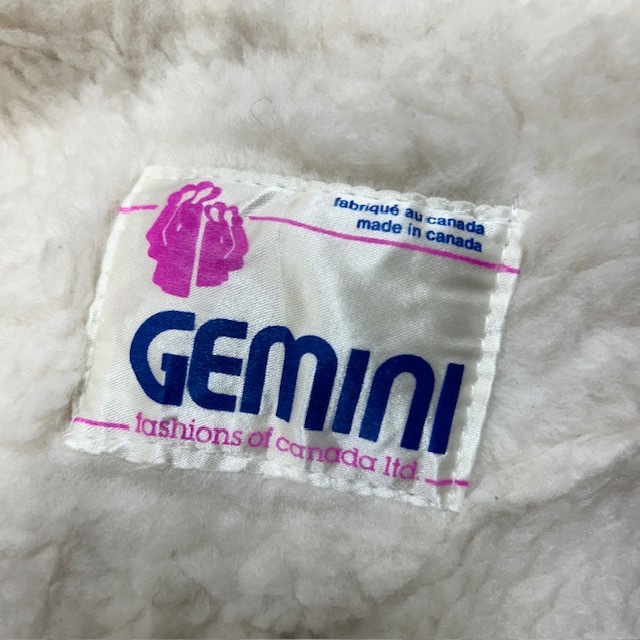 fabriqué au canada
made in canada
GEMINI
fashions of canada ltd.